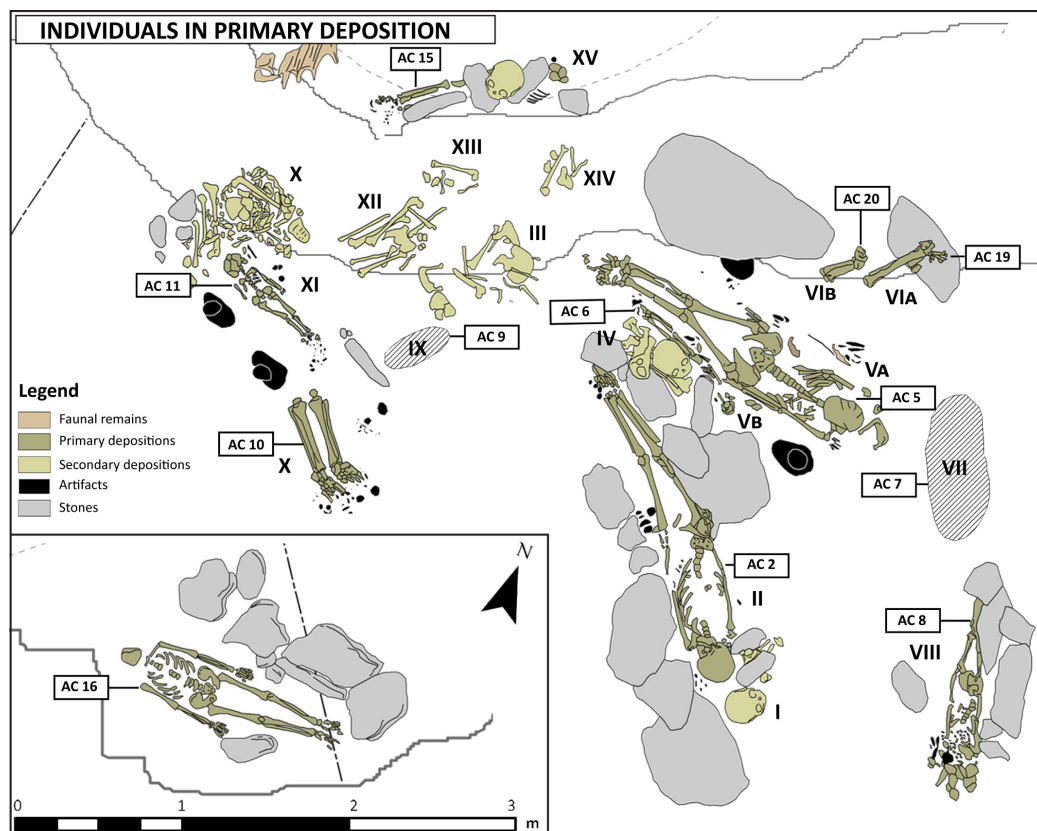 INDIVIDUALS IN PRIMARY DEPOSITION
AC 15
XV
XIII
XIV
X
XII
III
AC 20
AC 19
VIB
VIA
AC 11
XI
AC 6
IV
IX
AC 9
VA
AC 5
VB
Legend
Faunal remains
Primary depositions
Secondary depositions
Artifacts
Stones
AC 10
X
AC 7
VII
AC 2
II
AC 8
VIII
I
N
AC 16
0 1 2 3
m